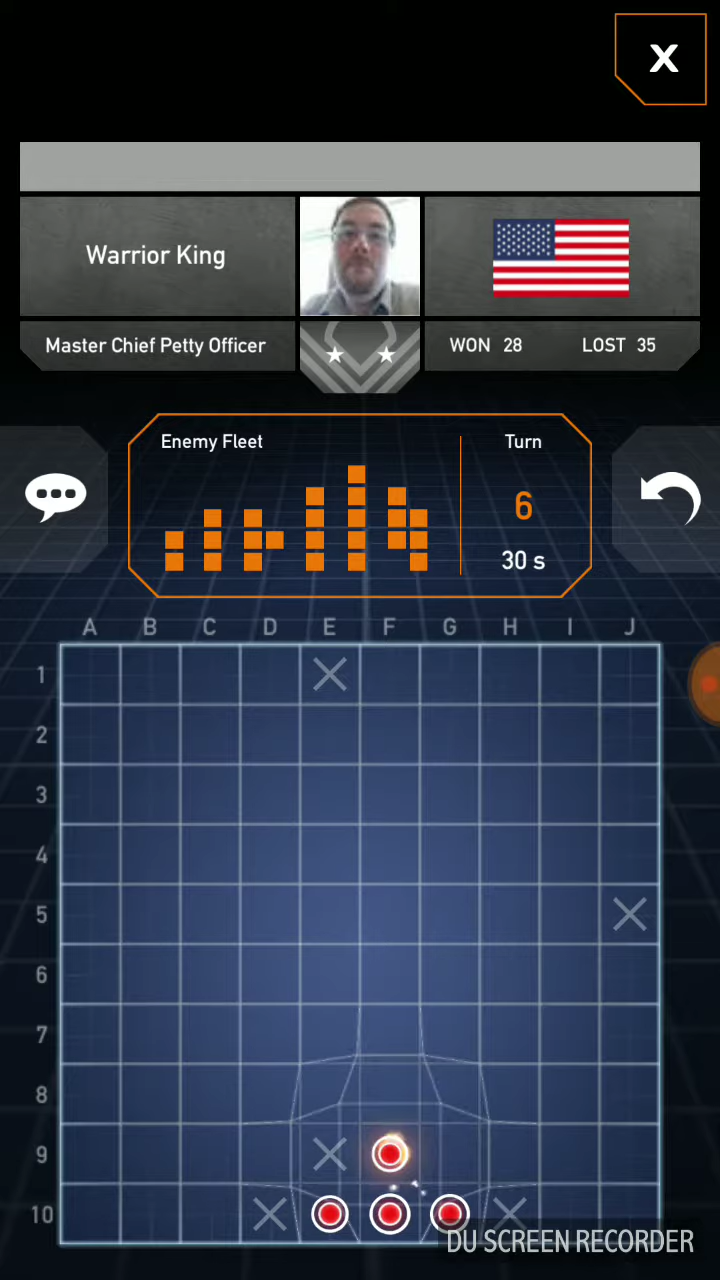 X
Warrior King
Master Chief Petty Officer
WON 28 LOST 35
Enemy Fleet
Turn
6
30 s
A B C D E F G H I J
1
2
3
4
5
6
7
8
9
10
DU SCREEN RECORDER